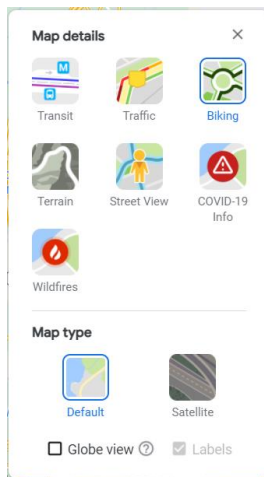 Map details
M
Transit
Traffic
Biking
Terrain
Street View
COVID-19
Info
Wildfires
Map type
Default
Satellite
Globe view ?
Labels